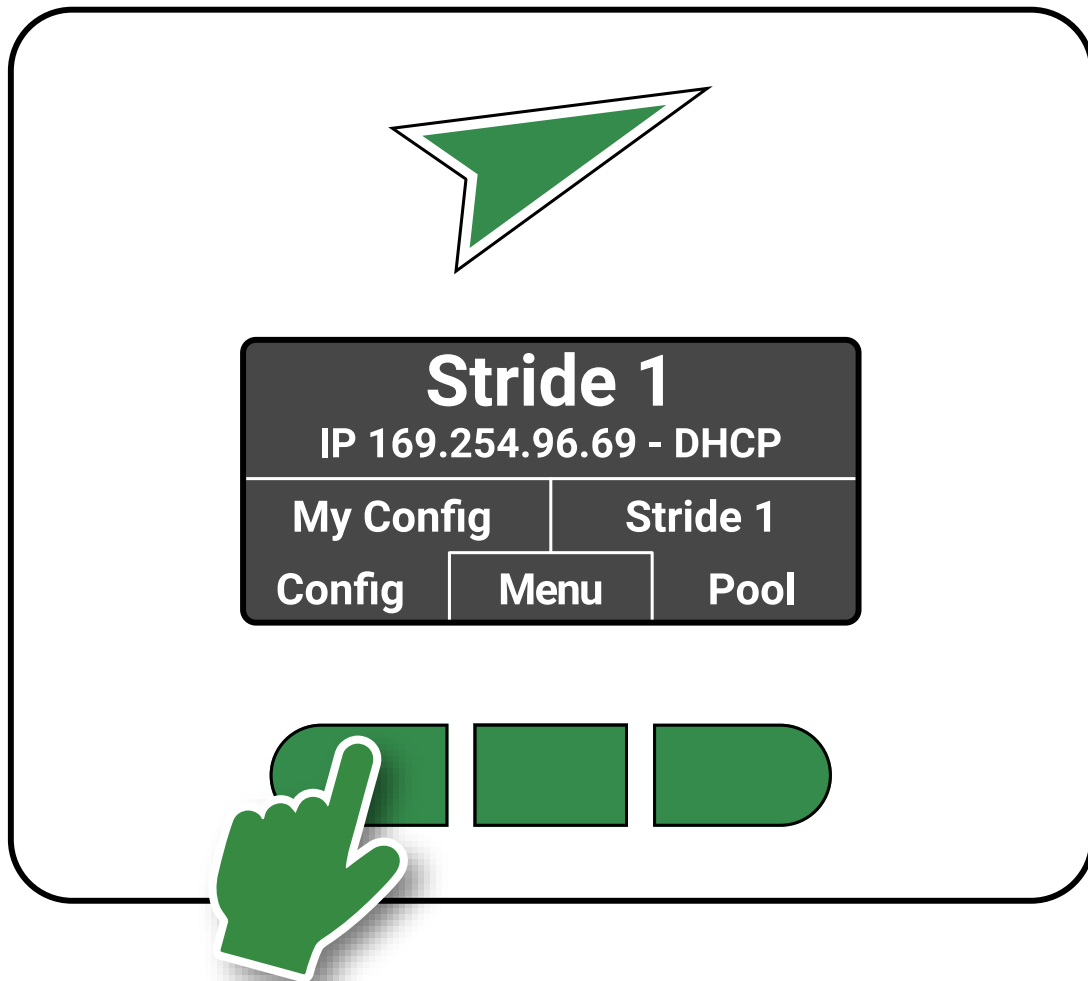 Stride 1
IP 169.254.96.69 - DHCP
My Config Stride 1
Config Menu Pool